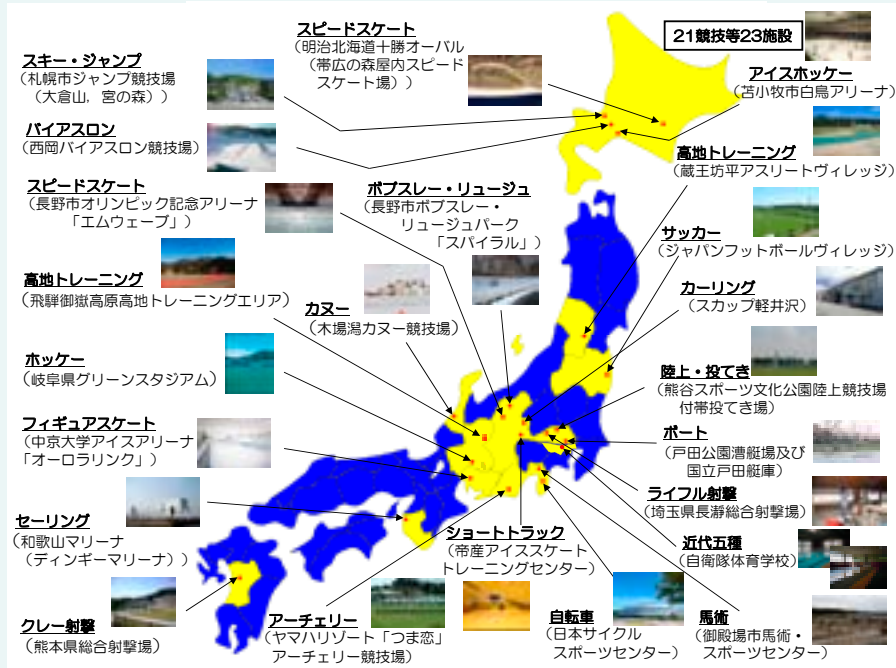 21競技等23施設
スピードスケート
(明治北海道十勝オーバル
(帯広の森屋内スピード
スケート場))
スキー・ジャンプ
(札幌市ジャンプ競技場
(大倉山,宮の森))
アイスホッケー
(苫小牧市白鳥アリーナ)
バイアスロン
(西岡バイアスロン競技場)
高地トレーニング
(蔵王坊平アスリートヴィレッジ)
スピードスケート
(長野市オリンピック記念アリーナ
「エムウェーブ」)
ボブスレー・リュージュ
(長野市ボブスレー・
リュージュパーク
「スパイラル」)
サッカー
(ジャパンフットボールヴィレッジ)
高地トレーニング
(飛騨御嶽高原高地トレーニングエリア)
カヌー
(木場潟カヌー競技場)
カーリング
(スカップ軽井沢)
ホッケー
(岐阜県グリーンスタジアム)
陸上・投てき
(熊谷スポーツ文化公園陸上競技場
付帯投てき場)
フィギュアスケート
(中京大学アイスアリーナ
「オーロラリンク」)
ボート
(戸田公園漕艇場及び
国立戸田艇庫)
ライフル射撃
(埼玉県長瀞総合射撃場)
セーリング
(和歌山マリーナ
(ディンギーマリーナ))
ショートトラック
(帝産アイススケート
トレーニングセンター)
近代五種
(自衛隊体育学校)
クレー射撃
(熊本県総合射撃場)
アーチェリー
(ヤマハリゾート「つま恋」
アーチェリー競技場)
自転車
(日本サイクル
スポーツセンター)
馬術
(御殿場市馬術・
スポーツセンター)